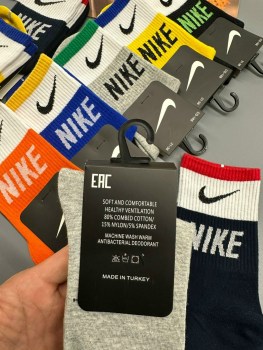 NIKE
NIKE
NIKE
NIKE
NIKE
NIKE
EAC
SOFT AND COMFORTABLE
HEALTHY VENTILATION
80% COMBED COTTON/
15% NYLON/5% SPANDEX
MACHINE WASH WARM
ANTIBACTERIAL DEODORANT
MADE IN TURKEY